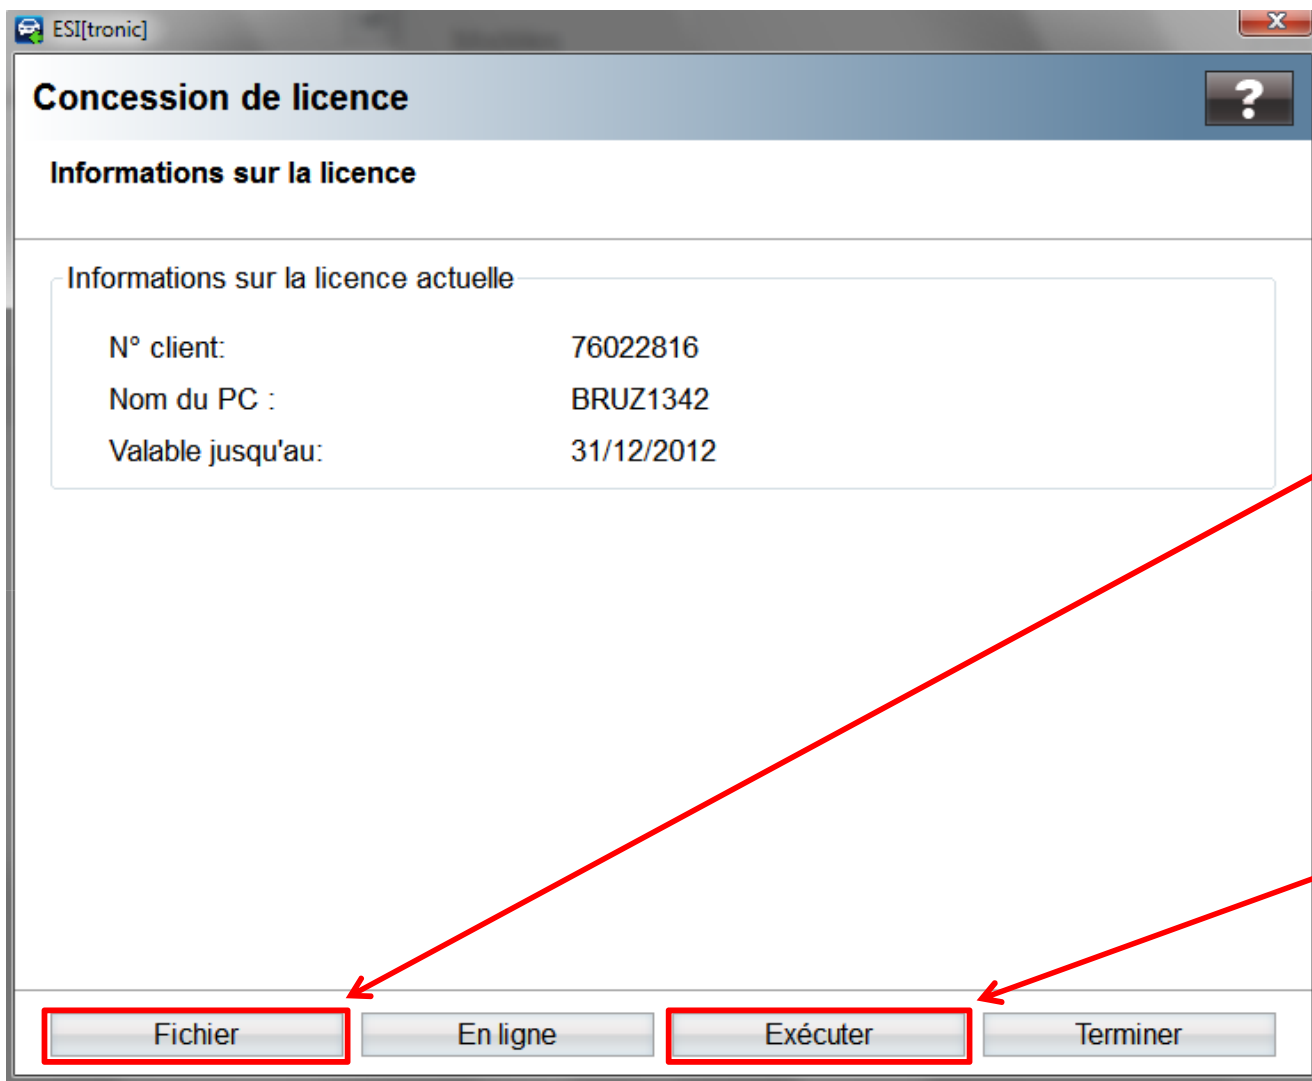 ESI[tronic]
Concession de licence
?
Informations sur la licence
Informations sur la licence actuelle
N° client: 76022816
Nom du PC : BRUZ1342
Valable jusqu'au: 31/12/2012
Fichier En ligne Exécuter Terminer